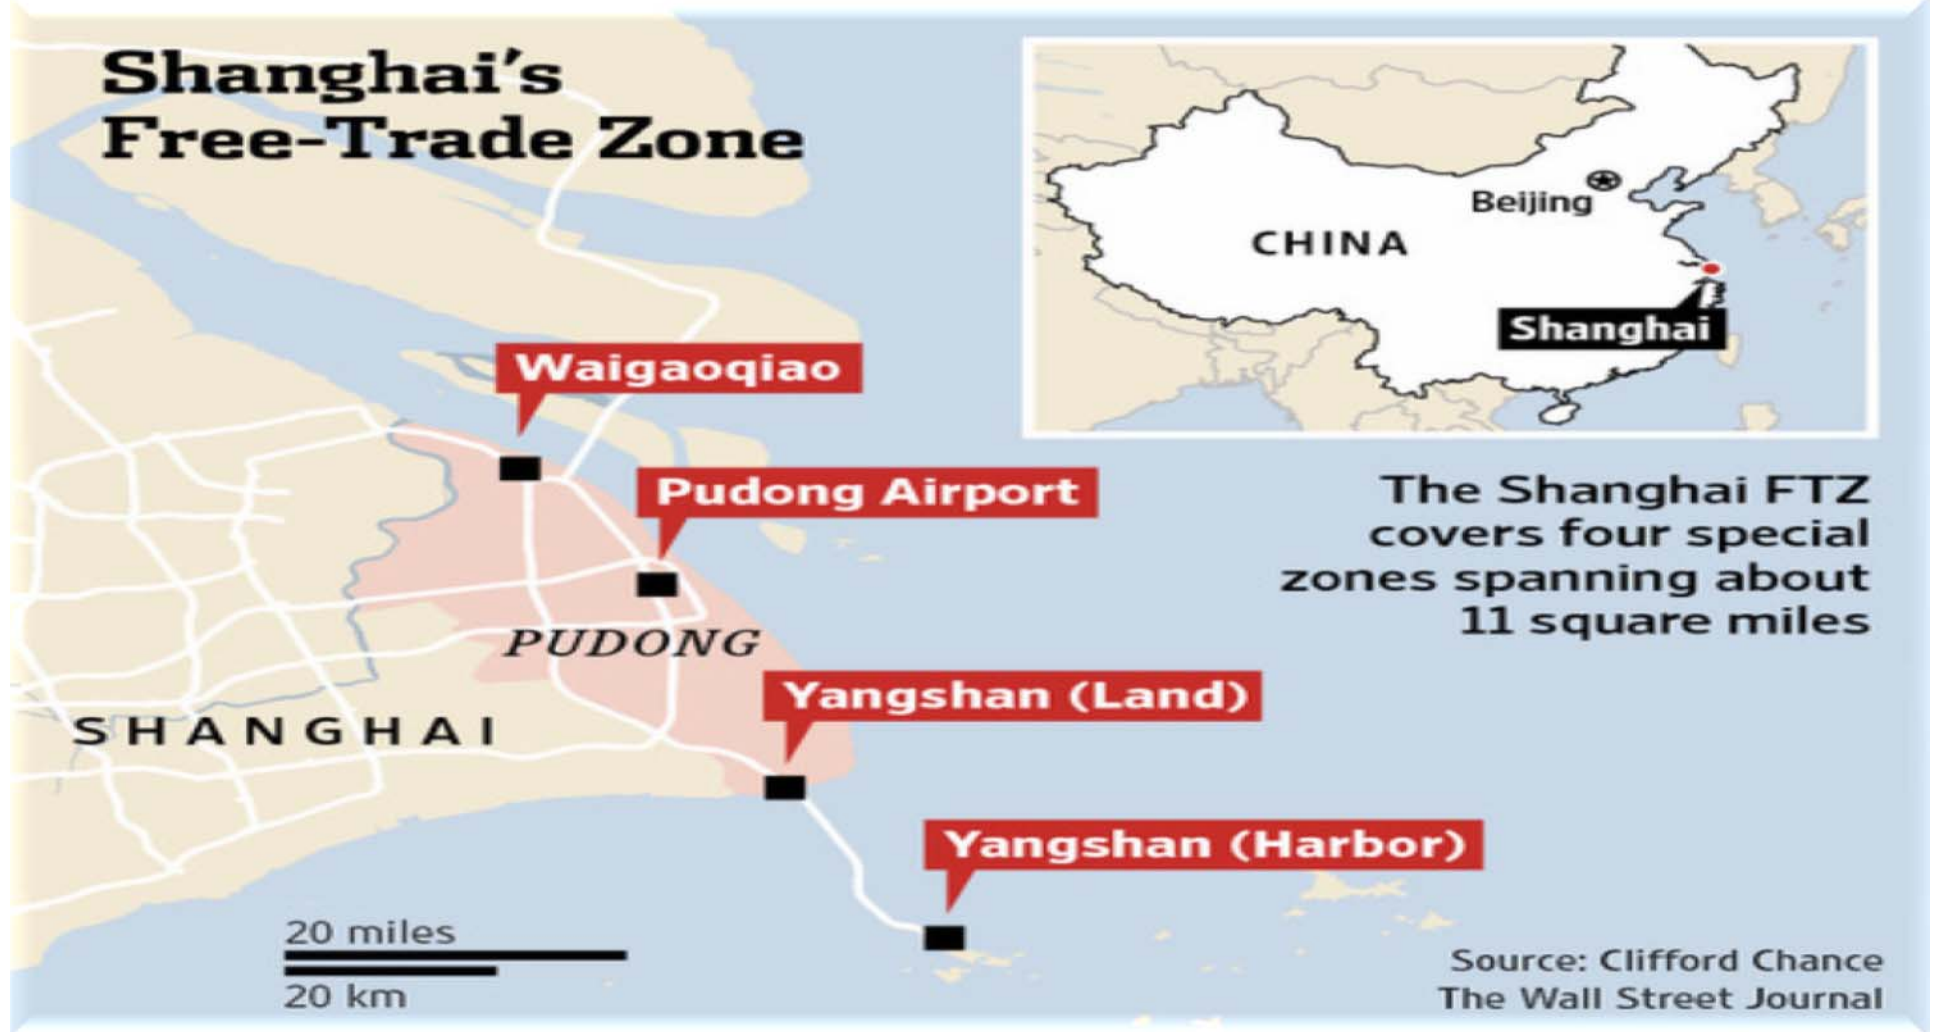 Shanghai's
Free-Trade Zone
Beijing
CHINA
Shanghai
Waigaoqiao
Pudong Airport
The Shanghai FTZ
covers four special
zones spanning about
11 square miles
PUDONG
Yangshan (Land)
SHANGHAI
Yangshan (Harbor)
20 miles
20 km
Source: Clifford Chance
The Wall Street Journal